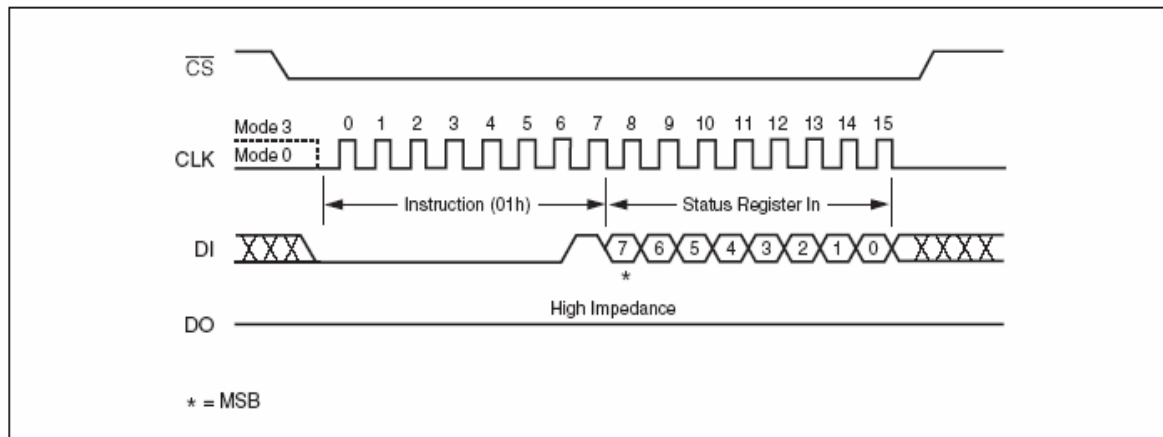 CS
Mode 3
0 1 2 3 4 5 6 7 8 9 10 11 12 13 14 15
CLK
Mode 0
Instruction (01h)
Status Register In
DI
7 6 5 4 3 2 1 0
*
High Impedance
DO
* = MSB